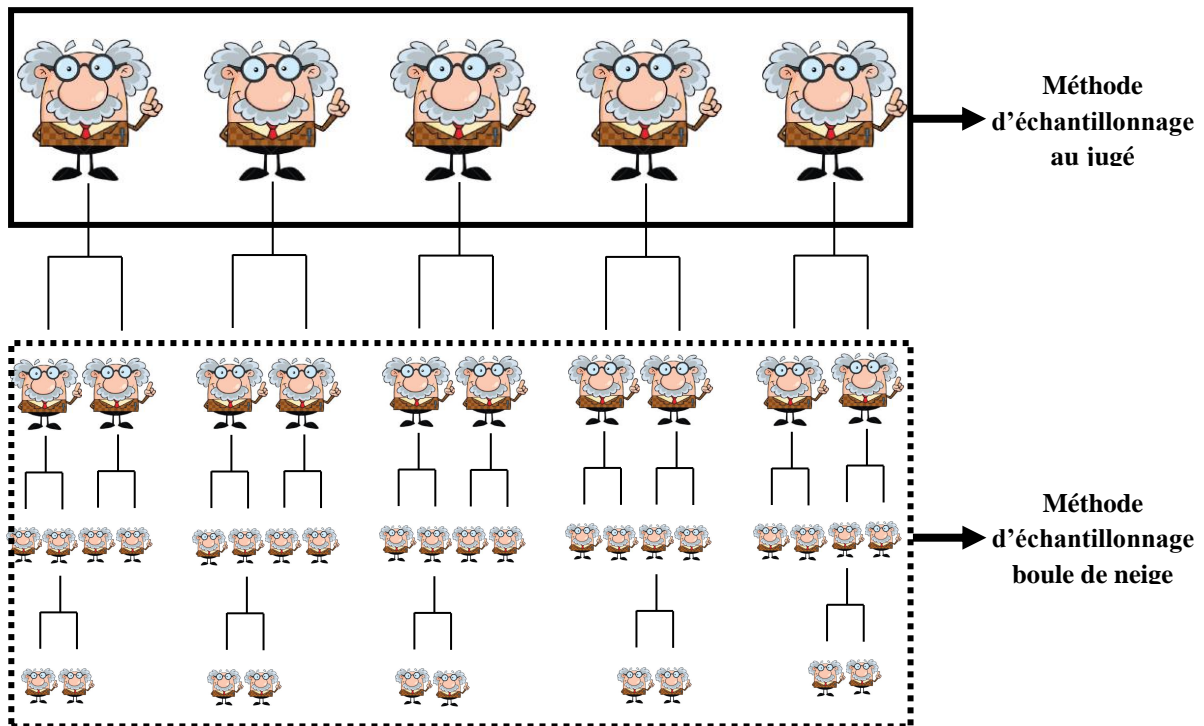 Méthode
d'échantillonnage
au jugé
Méthode
d'échantillonnage
boule de neige